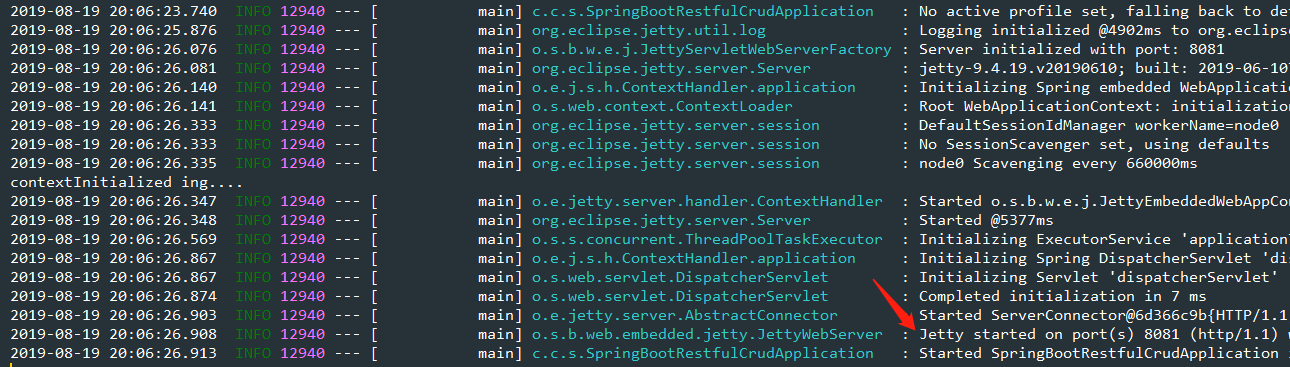 2019-08-19 20:06:23.740 INFO 12940 --- [ main] c.c.s.SpringBootRestfulCrudApplication : No active profile set, falling back to de
2019-08-19 20:06:25.876 INFO 12940 --- [ main] org.eclipse.jetty.util.log : Logging initialized @4902ms to org.eclips
2019-08-19 20:06:26.076 INFO 12940 --- [ main] o.s.b.w.e.j.JettyServletWebServerFactory : Server initialized with port: 8081
2019-08-19 20:06:26.081 INFO 12940 --- [ main] org.eclipse.jetty.server.Server : jetty-9.4.19.v20190610; built: 2019-06-10T
2019-08-19 20:06:26.140 INFO 12940 --- [ main] o.e.j.s.h.ContextHandler.application : Initializing Spring embedded WebApplicatio
2019-08-19 20:06:26.141 INFO 12940 --- [ main] o.s.web.context.ContextLoader : Root WebApplicationContext: initialization
2019-08-19 20:06:26.333 INFO 12940 --- [ main] org.eclipse.jetty.server.session : DefaultSessionIdManager workerName=node0
2019-08-19 20:06:26.333 INFO 12940 --- [ main] org.eclipse.jetty.server.session : No SessionScavenger set, using defaults
2019-08-19 20:06:26.335 INFO 12940 --- [ main] org.eclipse.jetty.server.session : node0 Scavenging every 660000ms
contextInitialized ing....
2019-08-19 20:06:26.347 INFO 12940 --- [ main] o.e.jetty.server.handler.ContextHandler : Started o.s.b.w.e.j.JettyEmbeddedWebAppCon
2019-08-19 20:06:26.348 INFO 12940 --- [ main] org.eclipse.jetty.server.Server : Started @5377ms
2019-08-19 20:06:26.569 INFO 12940 --- [ main] o.s.s.concurrent.ThreadPoolTaskExecutor : Initializing ExecutorService 'application
2019-08-19 20:06:26.867 INFO 12940 --- [ main] o.e.j.s.h.ContextHandler.application : Initializing Spring DispatcherServlet 'dis
2019-08-19 20:06:26.867 INFO 12940 --- [ main] o.s.web.servlet.DispatcherServlet : Initializing Servlet 'dispatcherServlet'
2019-08-19 20:06:26.874 INFO 12940 --- [ main] o.s.web.servlet.DispatcherServlet : Completed initialization in 7 ms
2019-08-19 20:06:26.903 INFO 12940 --- [ main] o.e.jetty.server.AbstractConnector : Started ServerConnector@6d366c9b{HTTP/1.1
2019-08-19 20:06:26.908 INFO 12940 --- [ main] o.s.b.web.embedded.jetty.JettyWebServer : Jetty started on port(s) 8081 (http/1.1) w
2019-08-19 20:06:26.913 INFO 12940 --- [ main] c.c.s.SpringBootRestfulCrudApplication : Started SpringBootRestfulCrudApplication